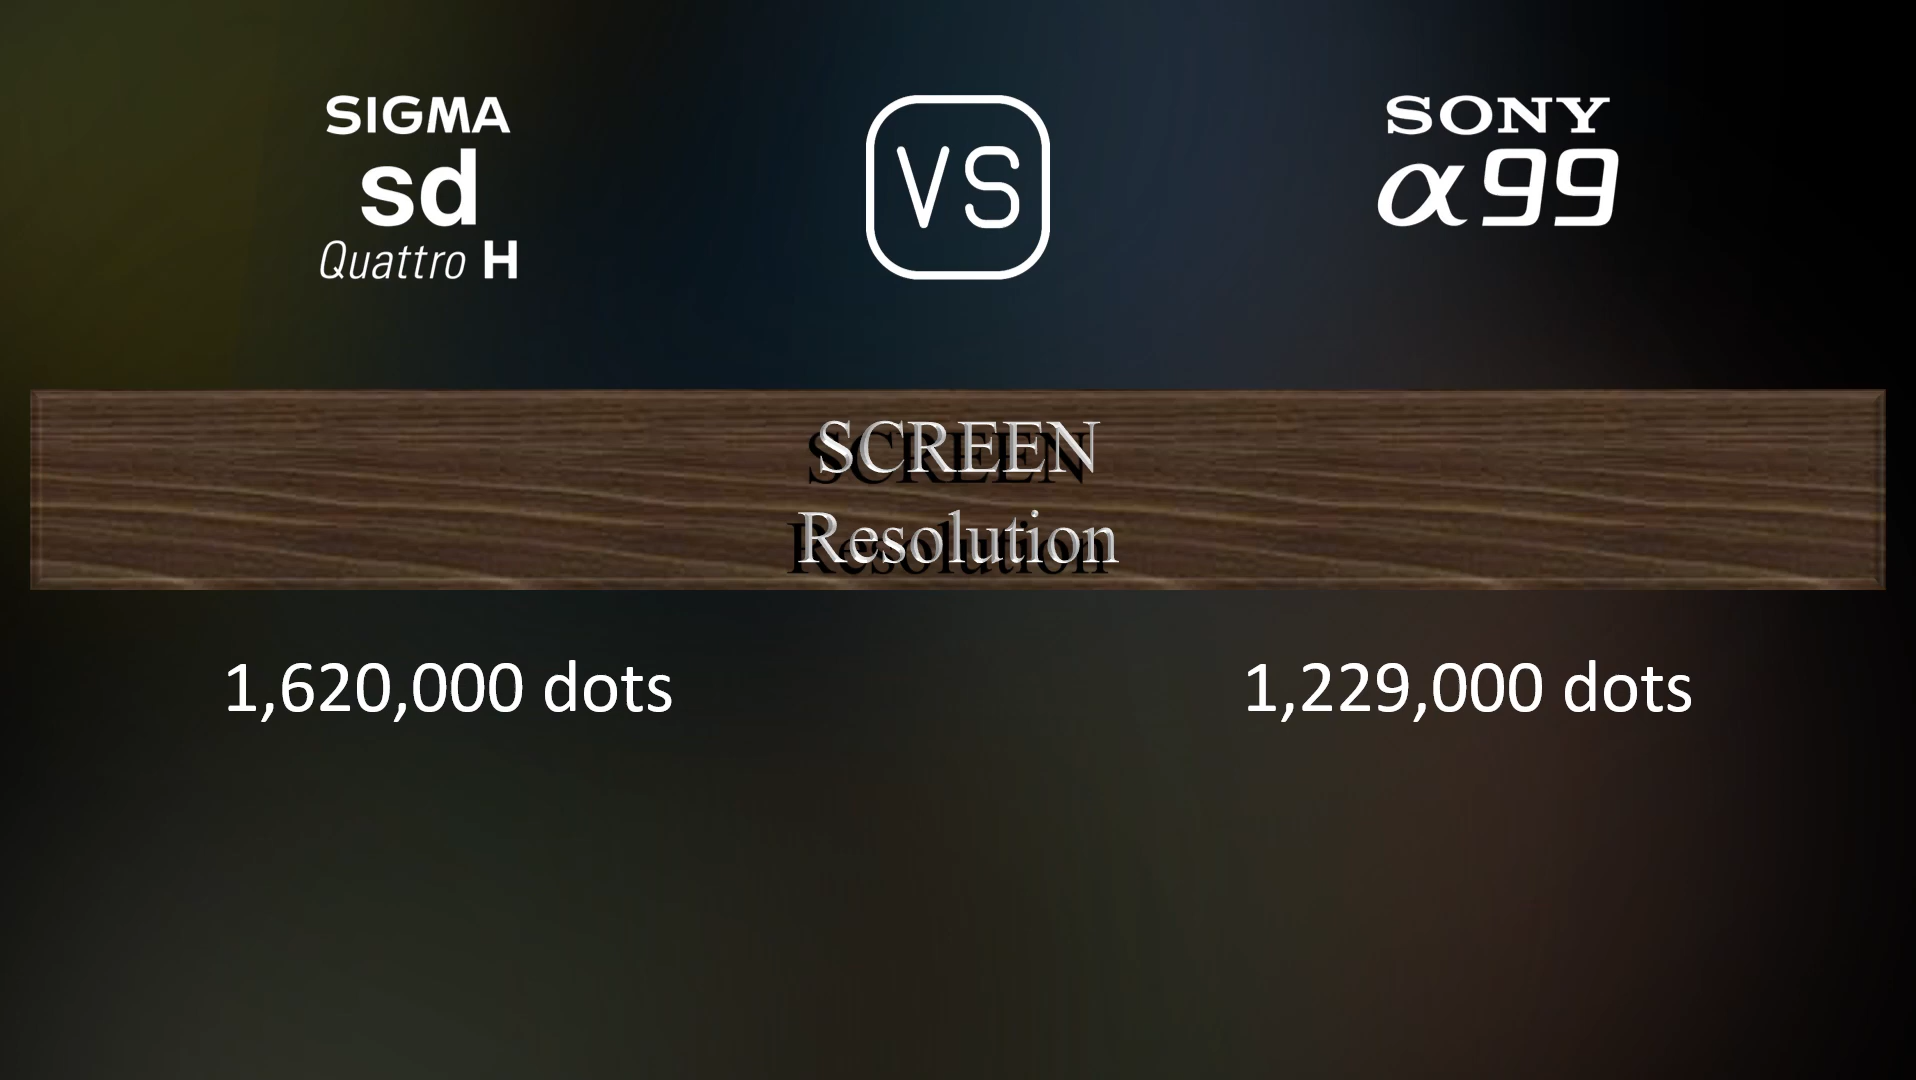 SIGMA
sd
Quattro H
VS
SONY
α99
SCREEN
Resolution
1,620,000 dots
1,229,000 dots